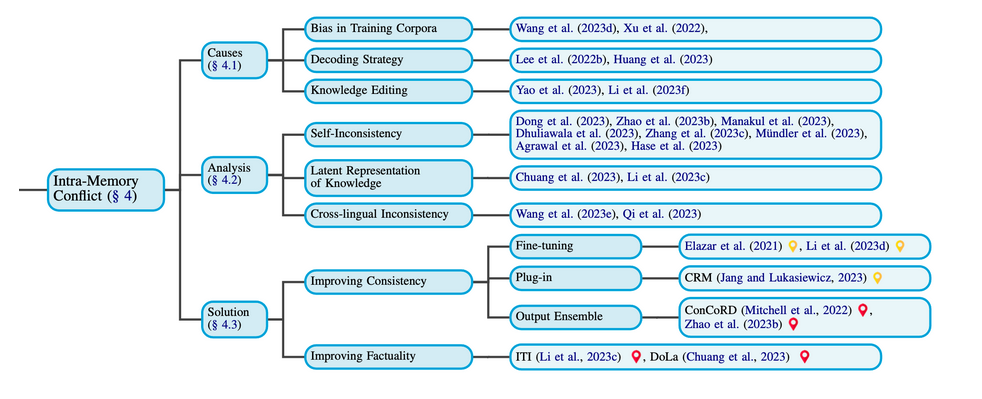 Bias in Training Corpora
Wang et al. (2023d), Xu et al. (2022),
Causes
(§ 4.1)
Decoding Strategy
Lee et al. (2022b), Huang et al. (2023)
Knowledge Editing
Yao et al. (2023), Li et al. (2023f)
Intra-Memory
Conflict (§ 4)
Analysis
(§ 4.2)
Self-Inconsistency
Dong et al. (2023), Zhao et al. (2023b), Manakul et al. (2023),
Dhuliawala et al. (2023), Zhang et al. (2023c), Mündler et al. (2023),
Agrawal et al. (2023), Hase et al. (2023)
Latent Representation
of Knowledge
Chuang et al. (2023), Li et al. (2023c)
Cross-lingual Inconsistency
Wang et al. (2023e), Qi et al. (2023)
Solution
(§ 4.3)
Improving Consistency
Fine-tuning
Elazar et al. (2021) , Li et al. (2023d)
Plug-in
CRM (Jang and Lukasiewicz, 2023)
Output Ensemble
ConCoRD (Mitchell et al., 2022) ,
Zhao et al. (2023b)
Improving Factuality
ITI (Li et al., 2023c) , DoLa (Chuang et al., 2023)